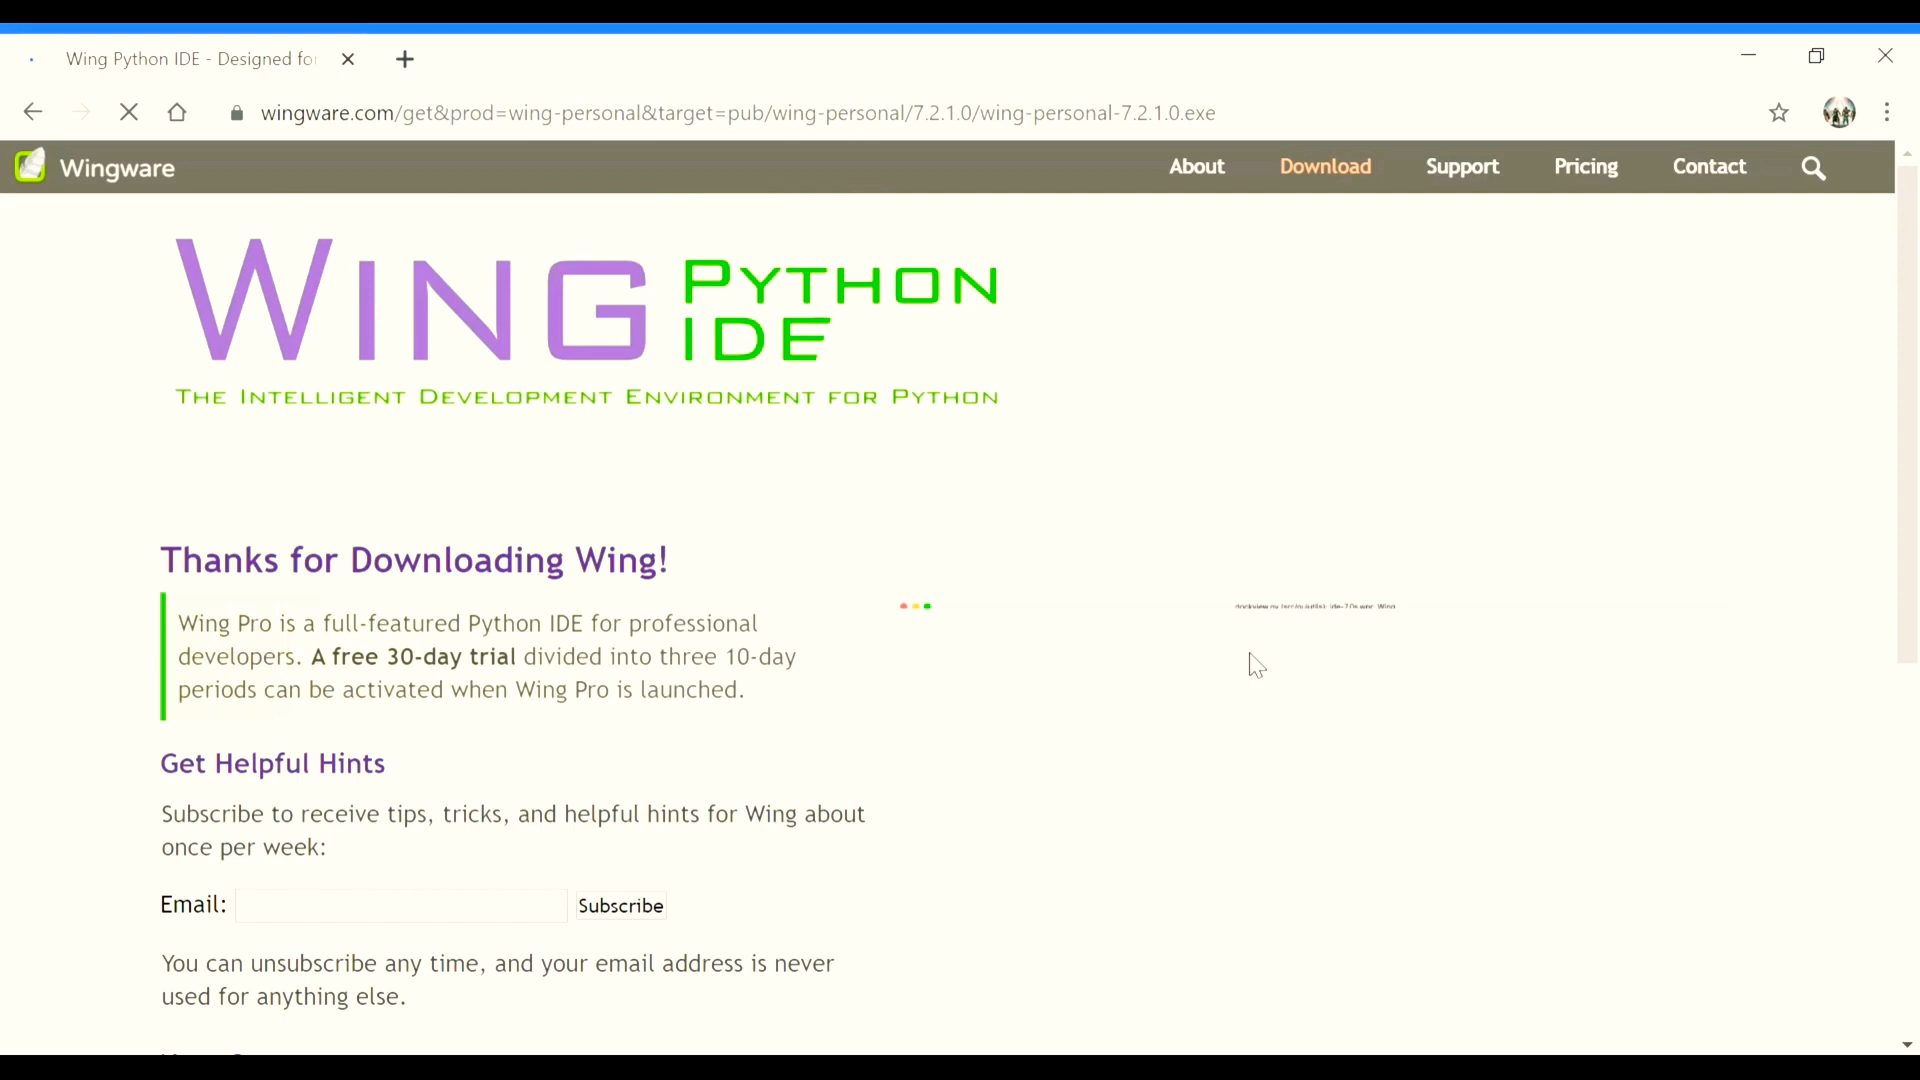 Wing Python IDE - Designed for
wingware.com/get&prod=wing-personal&target=pub/wing-personal/7.2.1.0/wing-personal-7.2.1.0.exe
Wingware
About
Download
Support
Pricing
Contact
WING PYTHON
IDE
THE INTELLIGENT DEVELOPMENT ENVIRONMENT FOR PYTHON
Thanks for Downloading Wing!
Wing Pro is a full-featured Python IDE for professional
developers. A free 30-day trial divided into three 10-day
periods can be activated when Wing Pro is launched.
Get Helpful Hints
Subscribe to receive tips, tricks, and helpful hints for Wing about
once per week:
Email:
Subscribe
You can unsubscribe any time, and your email address is never
used for anything else.